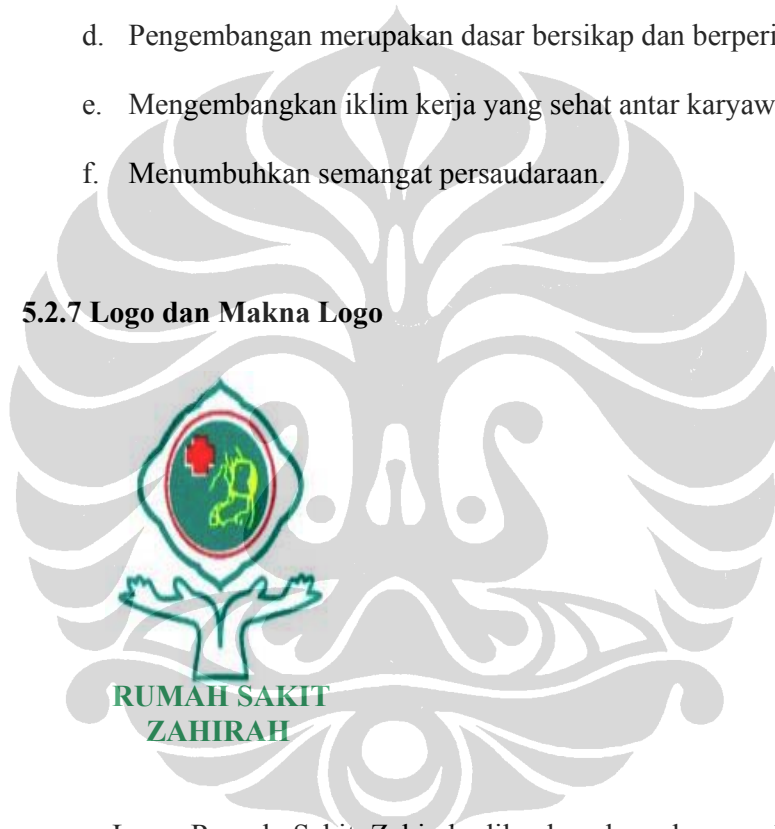 d. Pengembangan merupakan dasar bersikap dan berperi
e. Mengembangkan iklim kerja yang sehat antar karyaw
f. Menumbuhkan semangat persaudaraan.
5.2.7 Logo dan Makna Logo
RUMAH SAKIT
ZAHIRAH